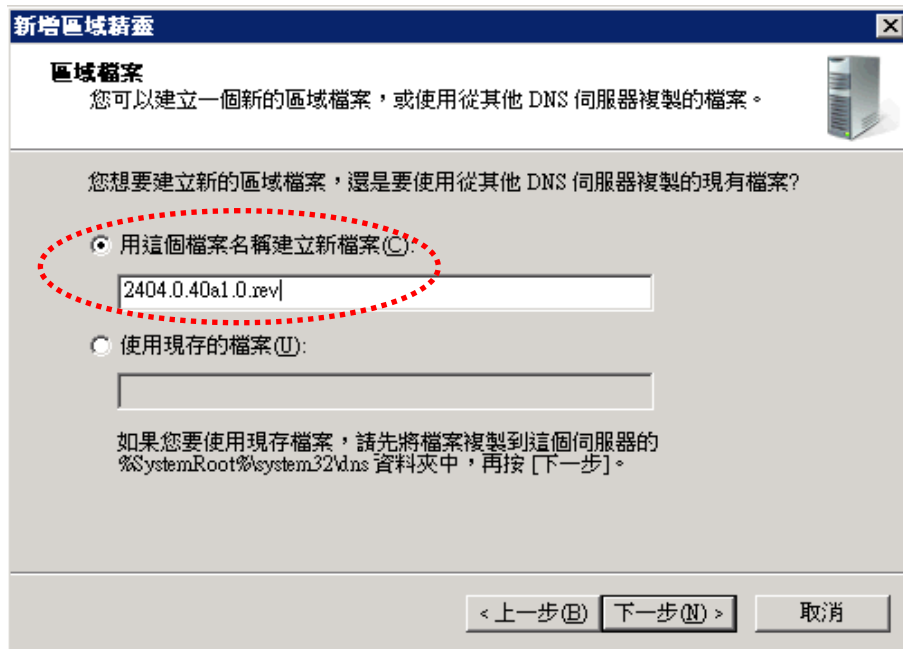 新增區域精靈
區域檔案
您可以建立一個新的區域檔案，或使用從其他 DNS 伺服器複製的檔案。
您想要建立新的區域檔案，還是要使用從其他 DNS 伺服器複製的現有檔案?
用這個檔案名稱建立新檔案(C):
2404.0.40a1.0.rev
使用現存的檔案(U):
如果您要使用現存檔案，請先將檔案複製到這個伺服器的
%SystemRoot%\system32\dns 資料夾中，再按 [下一步]。
< 上一步(B) 下一步(N) > 取消